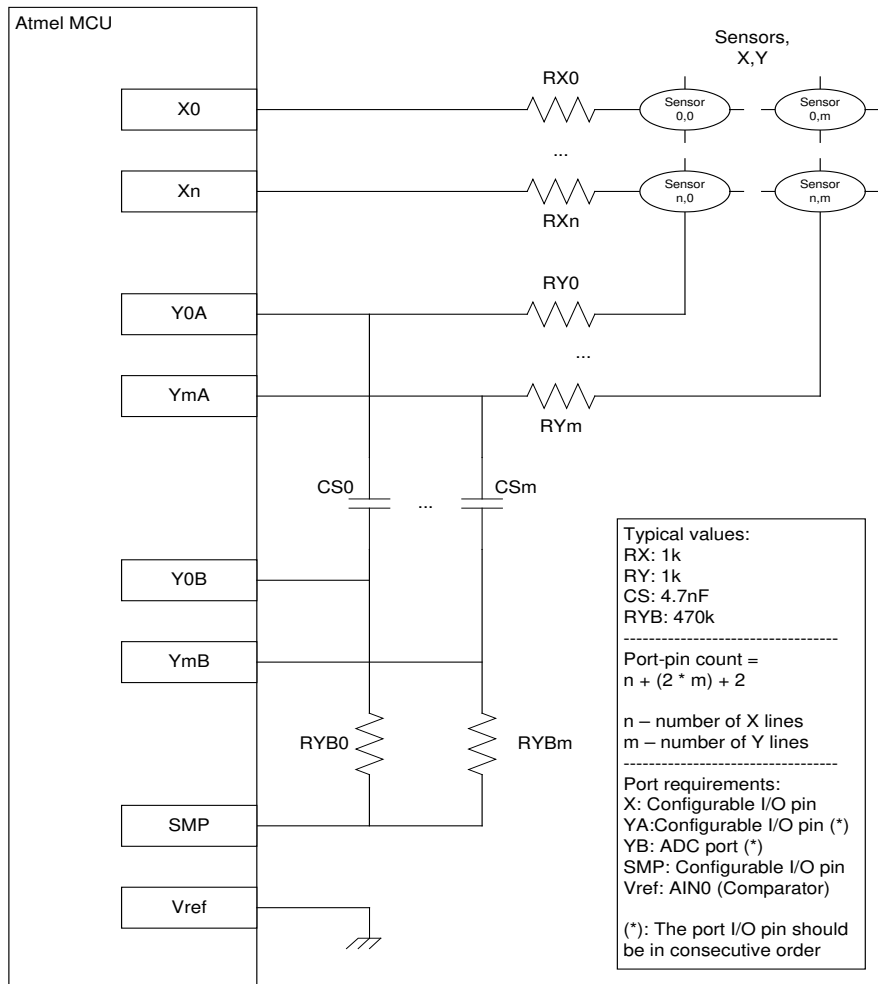 Atmel MCU
Sensors,
X,Y
RX0
X0
Sensor
0,0
Sensor
0,m
...
Xn
Sensor
n,0
Sensor
n,m
RXn
RY0
Y0A
...
YmA
RYm
CS0
...
CSm
Y0B
YmB
RYB0
RYBm
SMP
Vref
Typical values:
RX: 1k
RY: 1k
CS: 4.7nF
RYB: 470k
----------------------------------
Port-pin count =
n + (2 * m) + 2
n – number of X lines
m – number of Y lines
----------------------------------
Port requirements:
X: Configurable I/O pin
YA:Configurable I/O pin (*)
YB: ADC port (*)
SMP: Configurable I/O pin
Vref: AIN0 (Comparator)
(*): The port I/O pin should
be in consecutive order